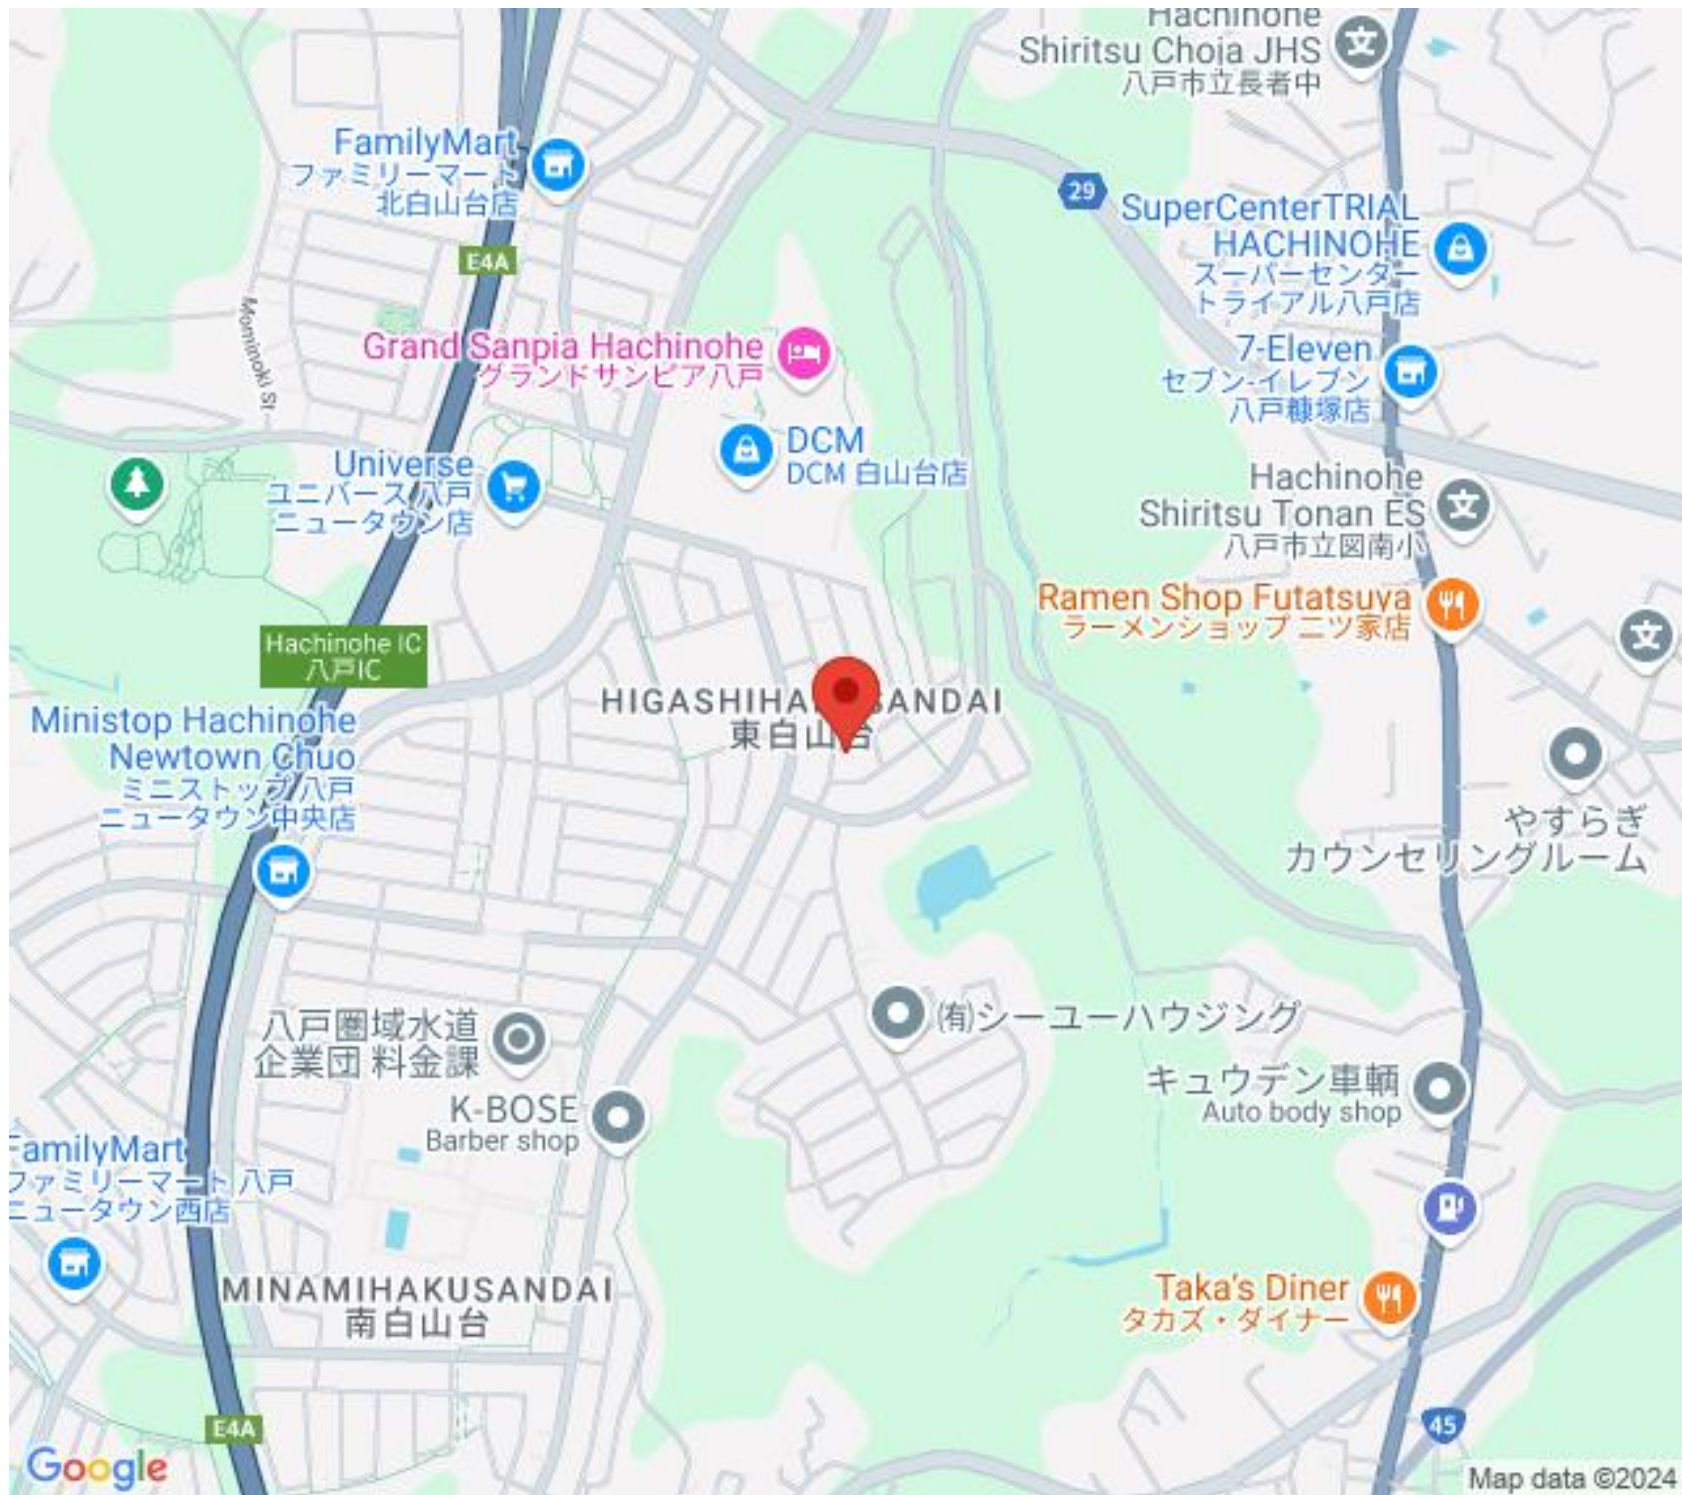 Hachinohe
Shiritsu Choja JHS
八戸市立長者中
FamilyMart
ファミリーマート
北白山台店
29
SuperCenterTRIAL
HACHINOHE
スーパーセンター
トライアル八戸店
E4A
Mominoki St.
Grand Sanpia Hachinohe
グランドサンピア八戸
7-Eleven
セブン-イレブン
八戸糠塚店
DCM
DCM 白山台店
Universe
ユニバース 八戸
ニュータウン店
Hachinohe
Shiritsu Tonan ES
八戸市立図南小
文
文
文
Ramen Shop Futatsuya
ラーメンショップ 二ツ家店
Hachinohe IC
八戸IC
HIGASHIHA SANDAI
東白山台
Ministop Hachinohe
Newtown Chuo
ミニストップ 八戸
ニュータウン中央店
やすらぎ
カウンセリングルーム
㈲シーユーハウジング
八戸圏域水道
企業団 料金課
キュウデン車輌
Auto body shop
K-BOSE
Barber shop
FamilyMart
ファミリーマート 八戸
ニュータウン西店
MINAMIHAKUSANDAI
南白山台
Taka's Diner
タカズ・ダイナー
E4A
45
Google
Map data ©2024